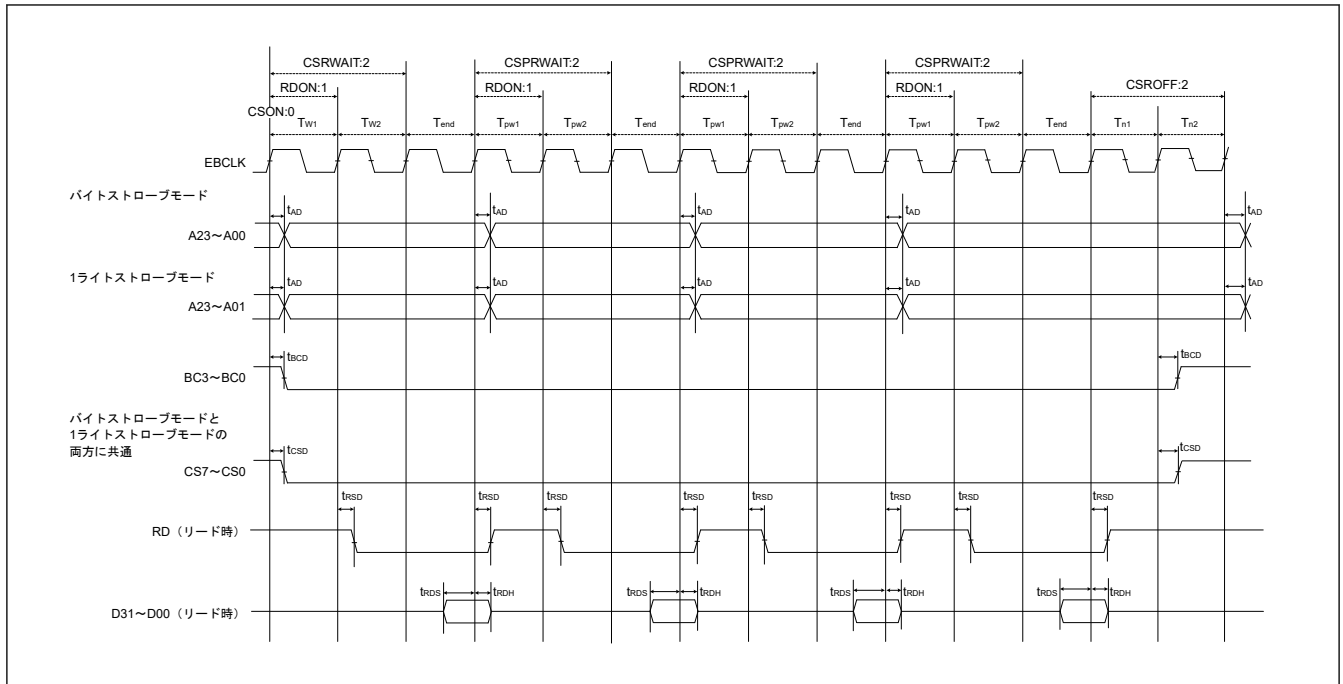 CSRWAIT:2 CSPRWAIT:2 CSPRWAIT:2 CSPRWAIT:2
RDON:1 RDON:1 RDON:1 RDON:1 CSROFF:2
CSON:0
TW1 TW2 Tend Tpw1 Tpw2 Tend Tpw1 Tpw2 Tend Tpw1 Tpw2 Tend Tn1 Tn2
EBCLK
バイトストローブモード
tAD tAD tAD tAD tAD
A23～A00
1ライトストローブモード
tAD tAD tAD tAD tAD
A23～A01
tBCD tBCD
BC3～BC0
バイトストローブモードと
1ライトストローブモードの
両方に共通
tCSD tCSD
CS7～CS0
tRSD tRSD tRSD tRSD tRSD tRSD tRSD tRSD
RD（リード時）
tRDS tRDH tRDS tRDH tRDS tRDH tRDS tRDH
D31～D00（リード時）